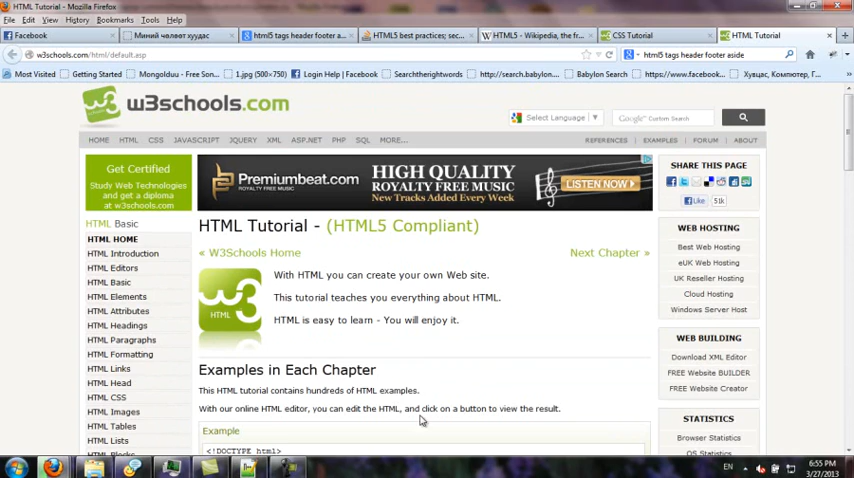 HTML Tutorial - Mozilla Firefox
File Edit View History Bookmarks Tools Help
Facebook
Миний чөлөөт хуудас
html5 tags header footer a...
HTML5 best practices; sec...
HTML5 - Wikipedia, the fr...
CSS Tutorial
HTML Tutorial
w3schools.com/html/default.asp
html5 tags header footer aside
Most Visited
Getting Started
Mongolduu - Free Son...
1.jpg (500×750)
Login Help | Facebook
Searchtherightwords
http://search.babylon...
Babylon Search
https://www.facebook...
Хувцас, Компьютер, Г...
w3schools.com
Select Language
Google™ Custom Search
HOME HTML CSS JAVASCRIPT JQUERY XML ASP.NET PHP SQL MORE...
REFERENCES EXAMPLES FORUM ABOUT
Get Certified
Study Web Technologies
and get a diploma
at w3schools.com
Premiumbeat.com
ROYALTY FREE MUSIC
HIGH QUALITY
ROYALTY FREE MUSIC
New Tracks Added Every Week
LISTEN NOW
SHARE THIS PAGE
Like
51k
HTML Basic
HTML HOME
HTML Introduction
HTML Editors
HTML Basic
HTML Elements
HTML Attributes
HTML Headings
HTML Paragraphs
HTML Formatting
HTML Links
HTML Head
HTML CSS
HTML Images
HTML Tables
HTML Lists
HTML Blocks
HTML Tutorial - (HTML5 Compliant)
« W3Schools Home
Next Chapter »
w3
HTML
With HTML you can create your own Web site.
This tutorial teaches you everything about HTML.
HTML is easy to learn - You will enjoy it.
Examples in Each Chapter
This HTML tutorial contains hundreds of HTML examples.
With our online HTML editor, you can edit the HTML, and click on a button to view the result.
Example
<!DOCTYPE html>
WEB HOSTING
Best Web Hosting
eUK Web Hosting
UK Reseller Hosting
Cloud Hosting
Windows Server Host
WEB BUILDING
Download XML Editor
FREE Website BUILDER
FREE Website Creator
STATISTICS
Browser Statistics
OS Statistics
EN
6:55 PM
3/27/2013